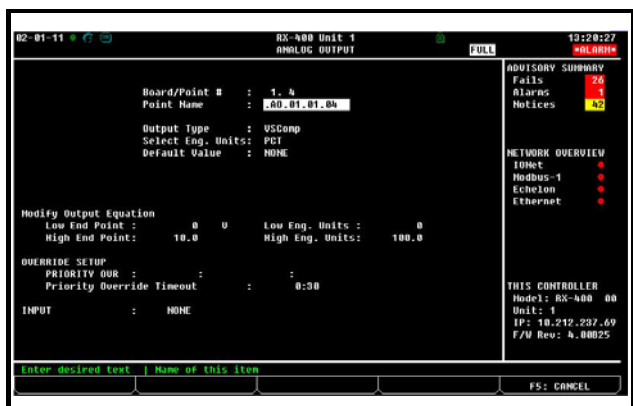 02-01-11 RX-400 Unit 1 13:20:27
ANALOG OUTPUT FULL *ALARM*
ADVISORY SUMMARY
Fails 26
Alarms 1
Notices 42
Board/Point # : 1. 4
Point Name : .AO.01.01.04
Output Type : VSComp
Select Eng. Units: PCT
Default Value : NONE
NETWORK OVERVIEW
IONet
Modbus-1
Echelon
Ethernet
Modify Output Equation
Low End Point : 0 V Low Eng. Units : 0
High End Point: 10.0 High Eng. Units: 100.0
OVERRIDE SETUP
PRIORITY OVR : : :
Priority Override Timeout : 0:30
INPUT : NONE
THIS CONTROLLER
Model: RX-400 00
Unit: 1
IP: 10.212.237.69
F/W Rev: 4.00B25
Enter desired text | Name of this item
F5: CANCEL